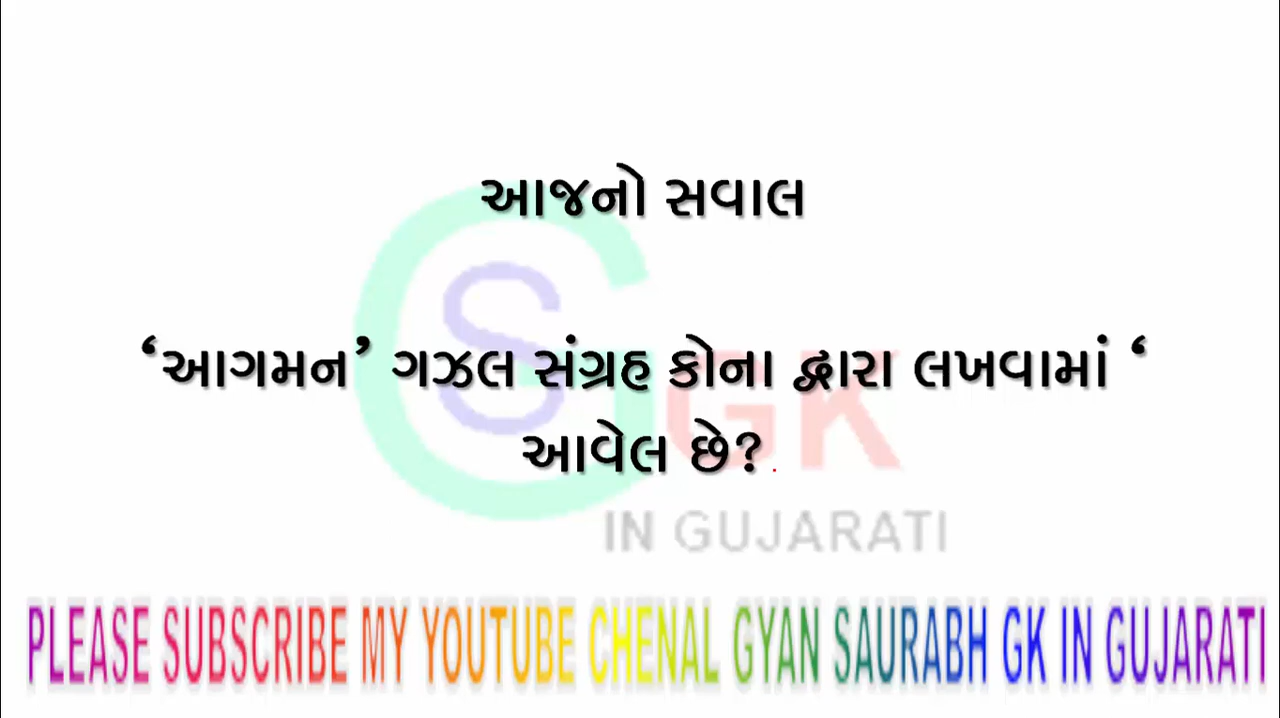 આજનો સવાલ
‘આગમન’ ગઝલ સંગ્રહ કોના દ્વારા લખવામાં ‘
આવેલ છે?
GS GK
IN GUJARATI
PLEASE SUBSCRIBE MY YOUTUBE CHENAL GYAN SAURABH GK IN GUJARATI